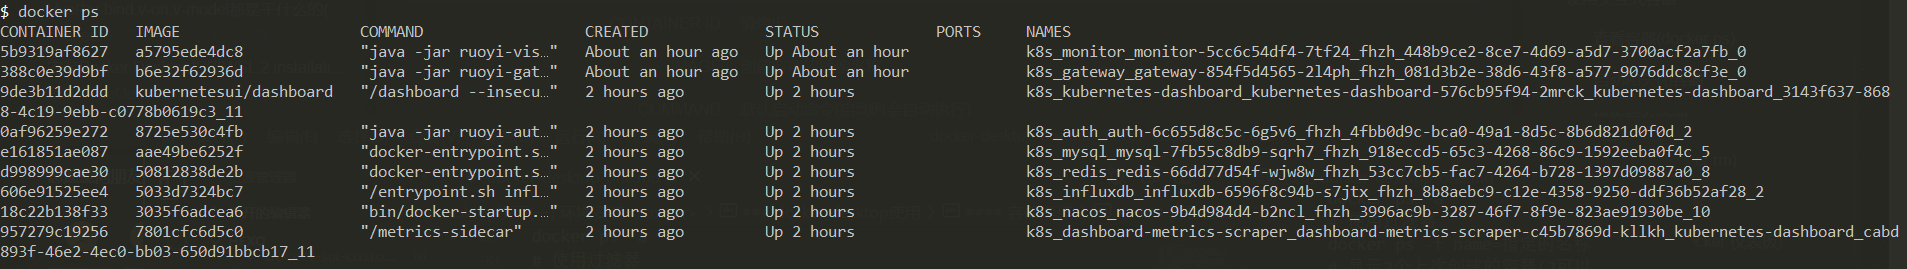 $ docker ps
CONTAINER ID   IMAGE                   COMMAND                CREATED             STATUS              PORTS     NAMES
5b9319af8627   a5795ede4dc8            "java -jar ruoyi-vis…"   About an hour ago   Up About an hour             k8s_monitor_monitor-5cc6c54df4-7tf24_fhzh_448b9ce2-8ce7-4d69-a5d7-3700acf2a7fb_0
388c0e39d9bf   b6e32f62936d            "java -jar ruoyi-gat…"   About an hour ago   Up About an hour             k8s_gateway_gateway-854f5d4565-2l4ph_fhzh_081d3b2e-38d6-43f8-a577-9076ddc8cf3e_0
9de3b11d2ddd   kubernetesui/dashboard   "/dashboard --insecu…"   2 hours ago         Up 2 hours                   k8s_kubernetes-dashboard_kubernetes-dashboard-576cb95f94-2mrck_kubernetes-dashboard_3143f637-868
8-4c19-9ebb-c0778b0619c3_11
0af96259e272   8725e530c4fb            "java -jar ruoyi-aut…"   2 hours ago         Up 2 hours                   k8s_auth_auth-6c655d8c5c-6g5v6_fhzh_4fbb0d9c-bca0-49a1-8d5c-8b6d821d0f0d_2
e161851ae087   aae49be6252f            "docker-entrypoint.s…"   2 hours ago         Up 2 hours                   k8s_mysql_mysql-7fb55c8db9-sqrh7_fhzh_918eccd5-65c3-4268-86c9-1592eeba0f4c_5
d998999cae30   50812838de2b            "docker-entrypoint.s…"   2 hours ago         Up 2 hours                   k8s_redis_redis-66dd77d54f-wjw8w_fhzh_53cc7cb5-fac7-4264-b728-1397d09887a0_8
606e91525ee4   5033d7324bc7            "/entrypoint.sh infl…"   2 hours ago         Up 2 hours                   k8s_influxdb_influxdb-6596f8c94b-s7jtx_fhzh_8b8aebc9-c12e-4358-9250-ddf36b52af28_2
18c22b138f33   3035f6adcea6            "bin/docker-startup.…"   2 hours ago         Up 2 hours                   k8s_nacos_nacos-9b4d984d4-b2ncl_fhzh_3996ac9b-3287-46f7-8f9e-823ae91930be_10
957279c19256   7801cfc6d5c0            "/metrics-sidecar"       2 hours ago         Up 2 hours                   k8s_dashboard-metrics-scraper_dashboard-metrics-scraper-c45b7869d-kllkh_kubernetes-dashboard_cabd
893f-46e2-4ec0-bb03-650d91bbcb17_11